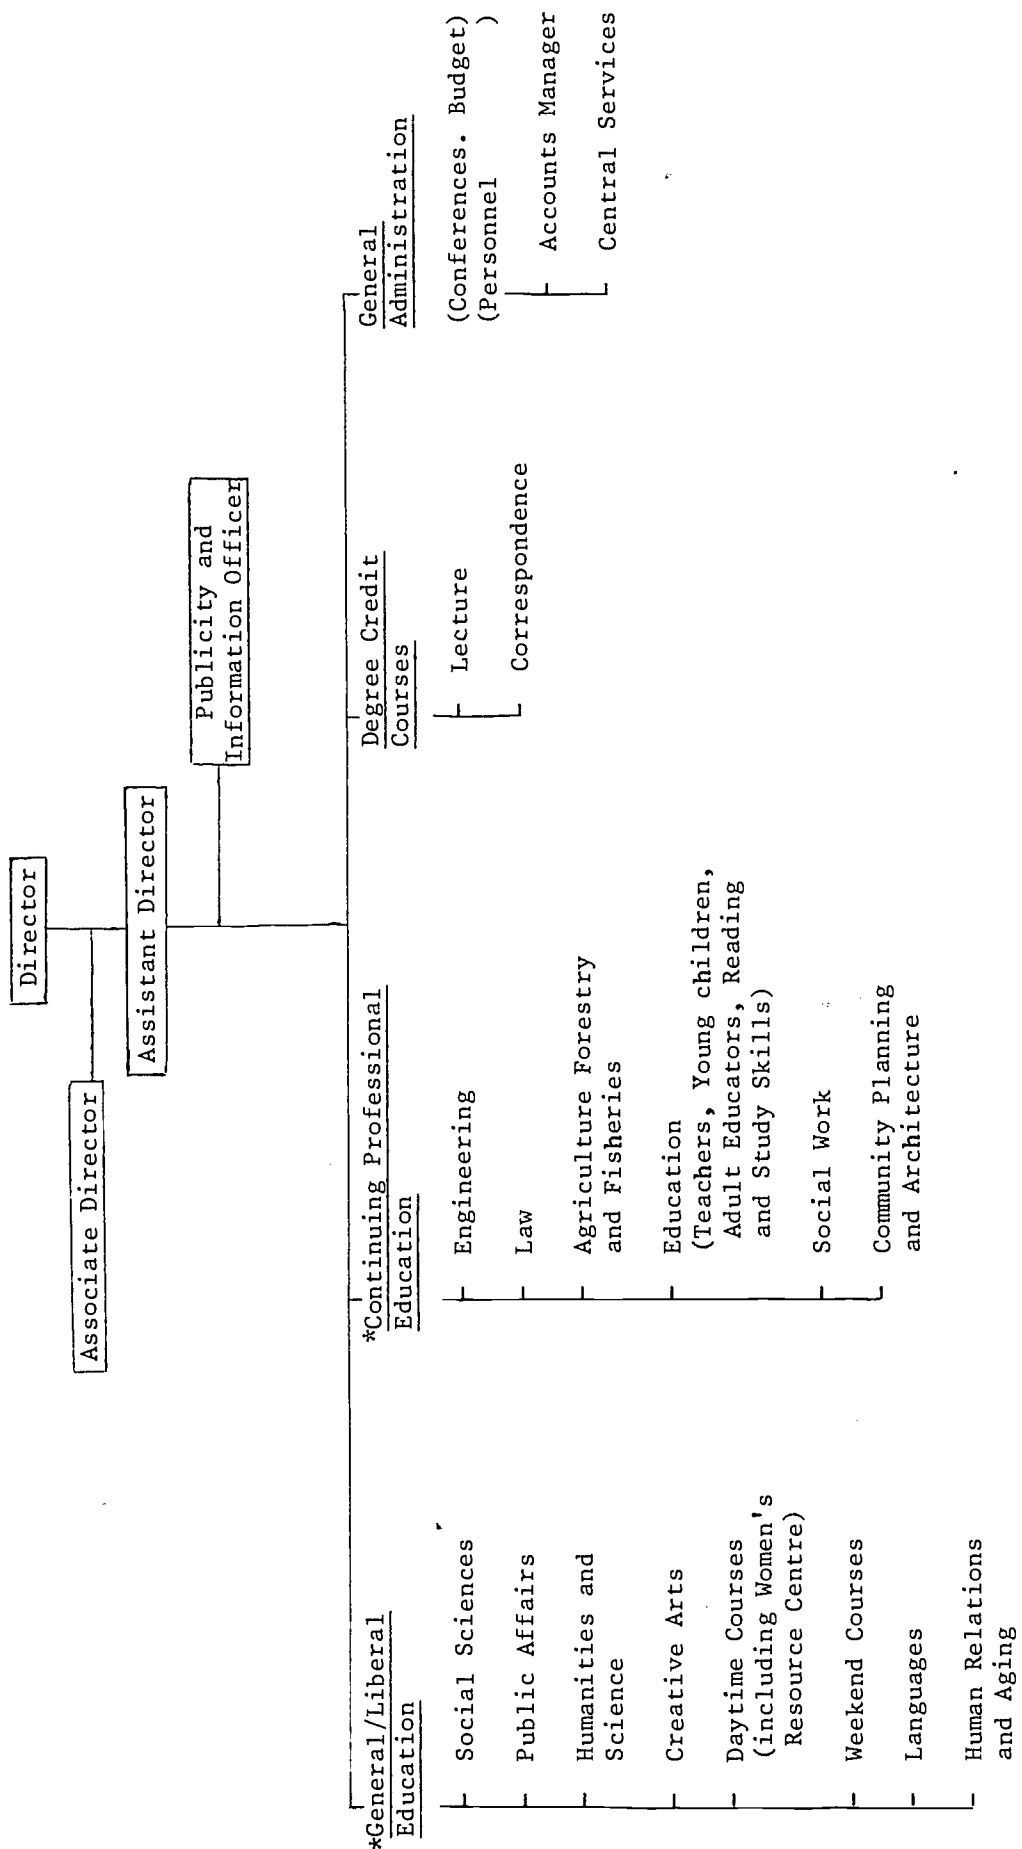 Director
Associate Director
Assistant Director
Publicity and
Information Officer
*General/Liberal
Education
Social Sciences
Public Affairs
Humanities and
Science
Creative Arts
Daytime Courses
(including Women's
Resource Centre)
Weekend Courses
Languages
Human Relations
and Aging
*Continuing Professional
Education
Engineering
Law
Agriculture Forestry
and Fisheries
Education
(Teachers, Young children,
Adult Educators, Reading
and Study Skills)
Social Work
Community Planning
and Architecture
Degree Credit
Courses
Lecture
Correspondence
General
Administration
(Conferences. Budget)
(Personnel )
Accounts Manager
Central Services